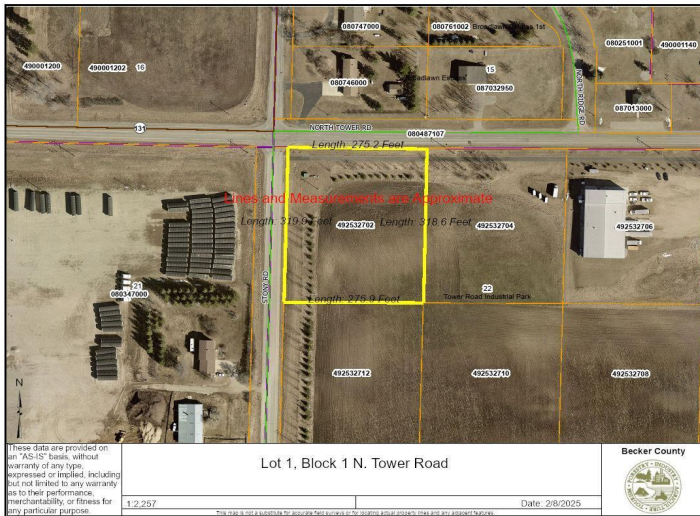 080747000
080761002
Broadlawn
1st
080251001
490001140
490001200
490001202
16
15
080746000
087032950
NORTH RIDGE RD
087013000
131
NORTH TOWER RD
080487107
Length: 275.2 Feet
Lines and Measurements are Approximate
Length: 319.0 Feet
Length: 318.6 Feet
492532702
492532704
492532706
21
080347000
STONY RD
Length: 275.9 Feet
22
Tower Road Industrial Park
492532712
492532710
492532708
N
These data are provided on
an "AS-IS" basis, without
warranty of any type,
expressed or implied, including
but not limited to any warranty
as to their performance,
merchantability, or fitness for
any particular purpose.
Lot 1, Block 1 N. Tower Road
1:2,257
Date: 2/8/2025
This map is not a substitute for accurate field surveys or for locating actual property lines and any adjacent features.
Becker County
FORESTRY • INDUSTRY
AGRICULTURE • TOURISM